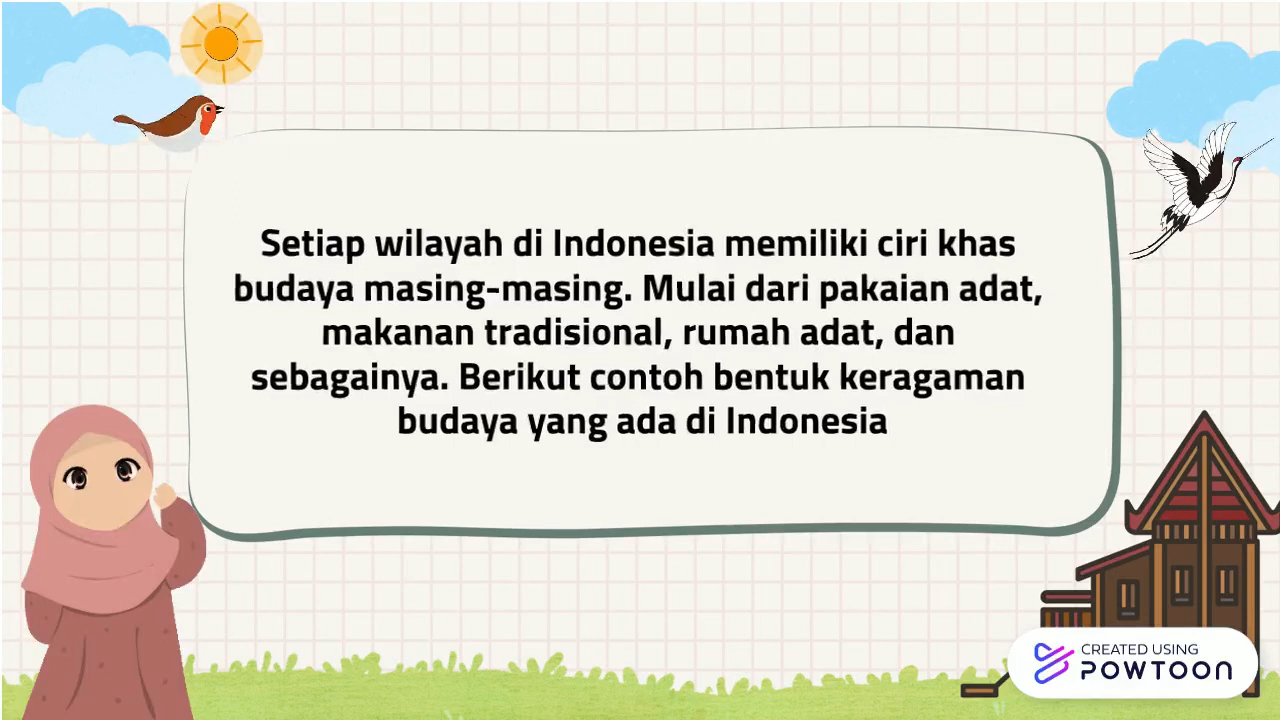 Setiap wilayah di Indonesia memiliki ciri khas
budaya masing-masing. Mulai dari pakaian adat,
makanan tradisional, rumah adat, dan
sebagainya. Berikut contoh bentuk keragaman
budaya yang ada di Indonesia
CREATED USING
POWTOON